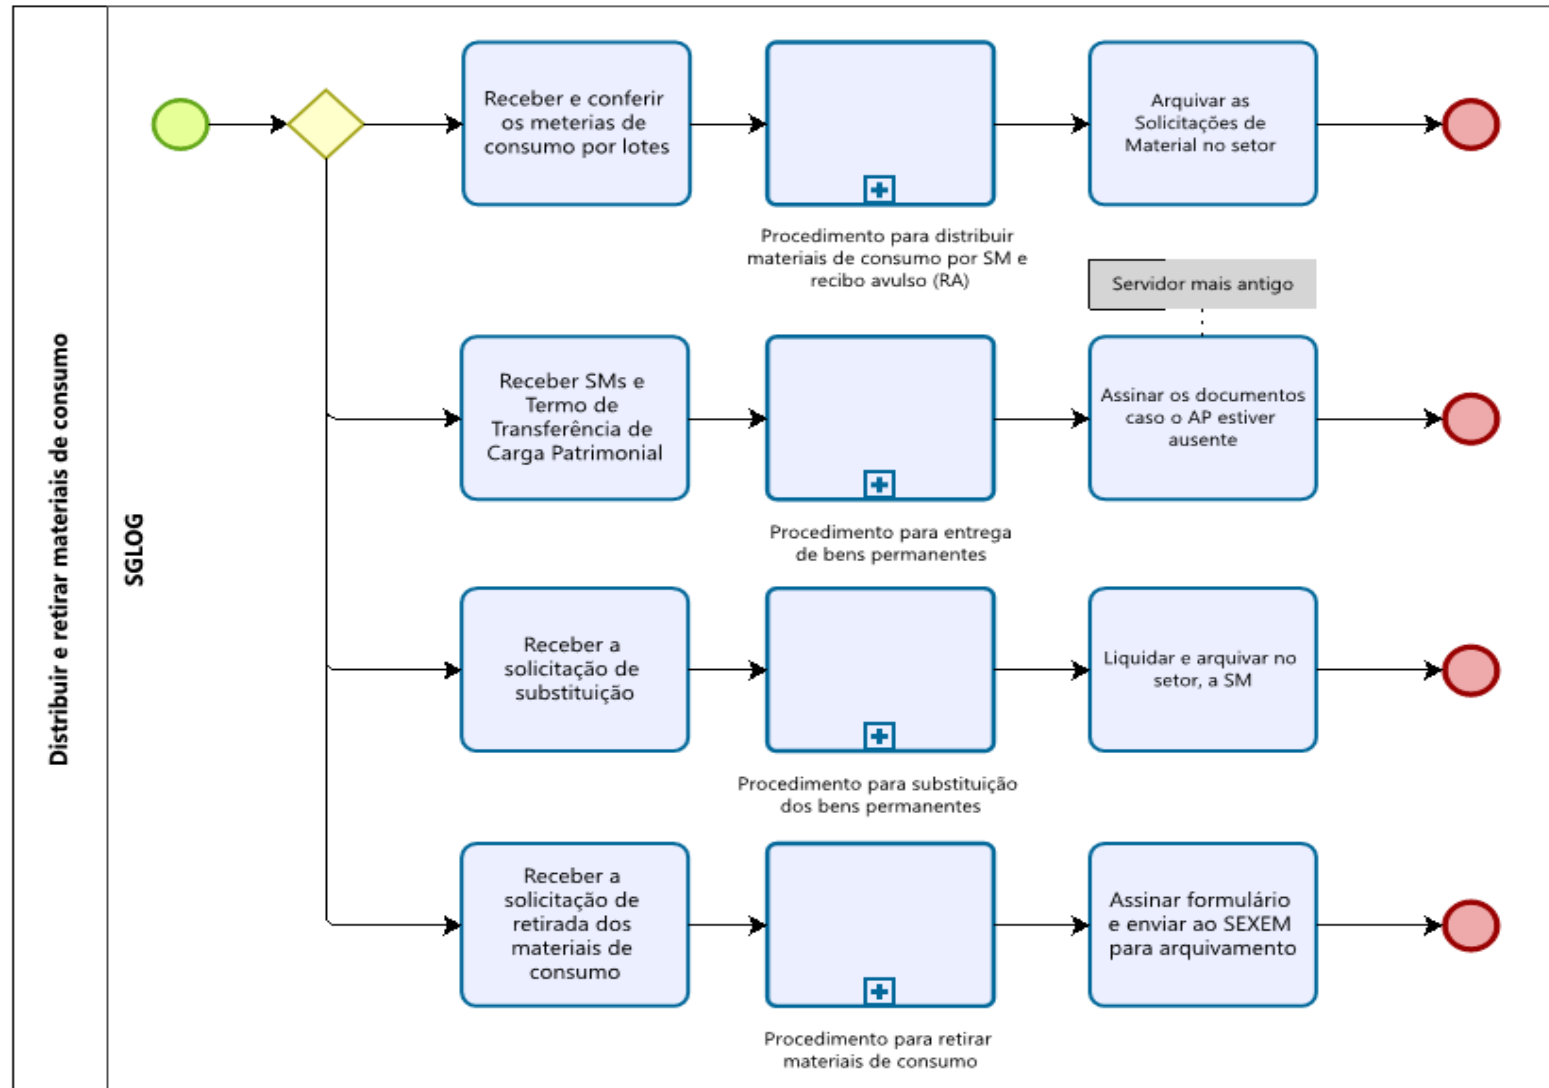 Distribuir e retirar materiais de consumo
SGLOG
Receber e conferir
os meterias de
consumo por lotes
Procedimento para distribuir
materiais de consumo por SM e
recibo avulso (RA)
Arquivar as
Solicitações de
Material no setor
Receber SMs e
Termo de
Transferência de
Carga Patrimonial
Procedimento para entrega
de bens permanentes
Servidor mais antigo
Assinar os documentos
caso o AP estiver
ausente
Receber a
solicitação de
substituição
Procedimento para substituição
dos bens permanentes
Liquidar e arquivar no
setor, a SM
Receber a
solicitação de
retirada dos
materiais de
consumo
Procedimento para retirar
materiais de consumo
Assinar formulário
e enviar ao SEXEM
para arquivamento